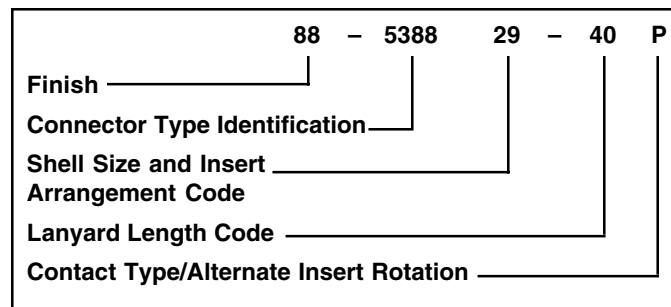 88 – 5388 29 – 40 P
Finish
Connector Type Identification
Shell Size and Insert
Arrangement Code
Lanyard Length Code
Contact Type/Alternate Insert Rotation